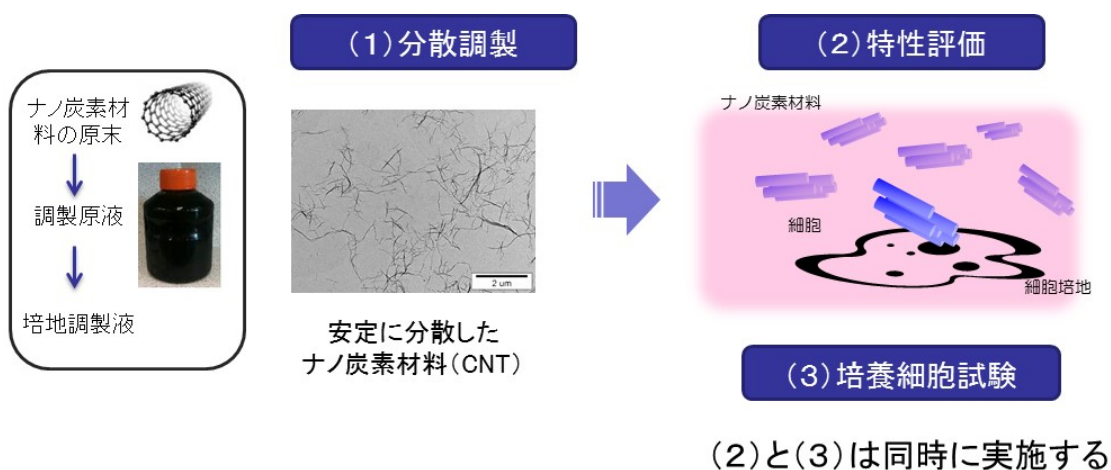 (1)分散調製
(2)特性評価
ナノ炭素材
料の原末
調製原液
培地調製液
2 um
安定に分散した
ナノ炭素材料(CNT)
ナノ炭素材料
細胞
細胞培地
(3)培養細胞試験
(2)と(3)は同時に実施する